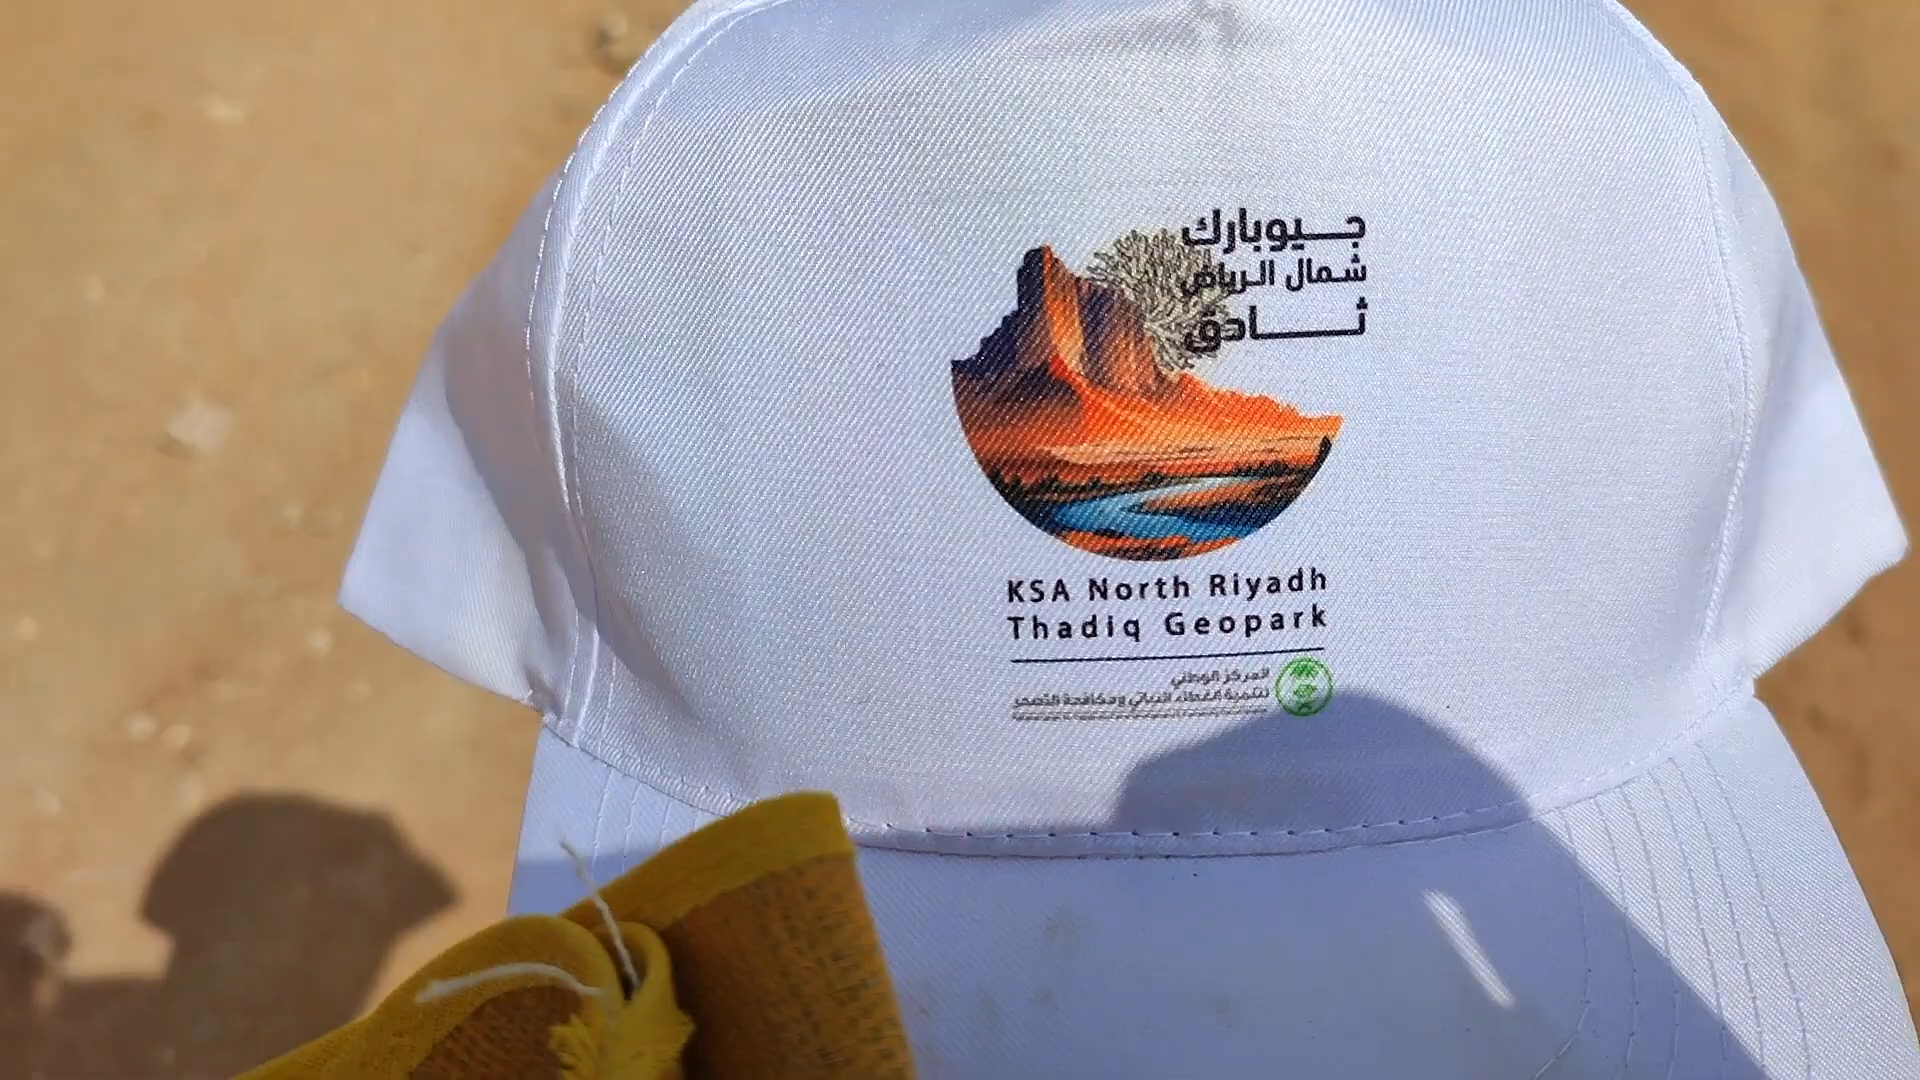 جيوبارك
شمال الرياض
ثادق
KSA North Riyadh
Thadiq Geopark
المركز الوطني
لتنمية الغطاء النباتي ومكافحة التصحر